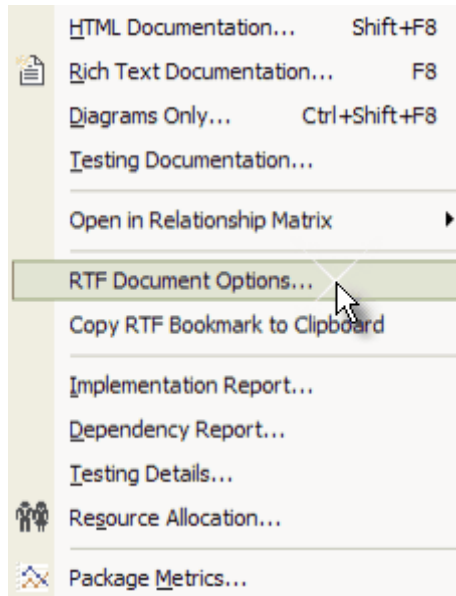 HTML Documentation... Shift+F8
Rich Text Documentation... F8
Diagrams Only... Ctrl+Shift+F8
Testing Documentation...
Open in Relationship Matrix
RTF Document Options...
Copy RTF Bookmark to Clipboard
Implementation Report...
Dependency Report...
Testing Details...
Resource Allocation...
Package Metrics...